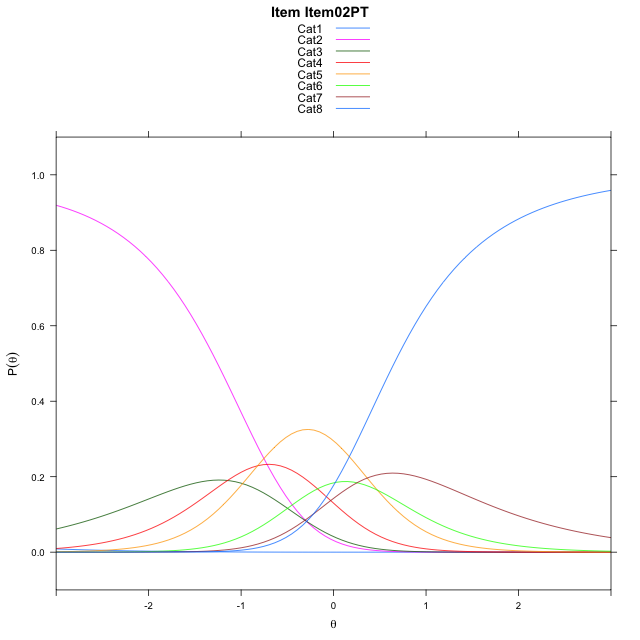 Item Item02PT
Cat1
Cat2
Cat3
Cat4
Cat5
Cat6
Cat7
Cat8
1.0
0.8
0.6
0.4
0.2
0.0
P(θ)
-2 -1 0 1 2
θ